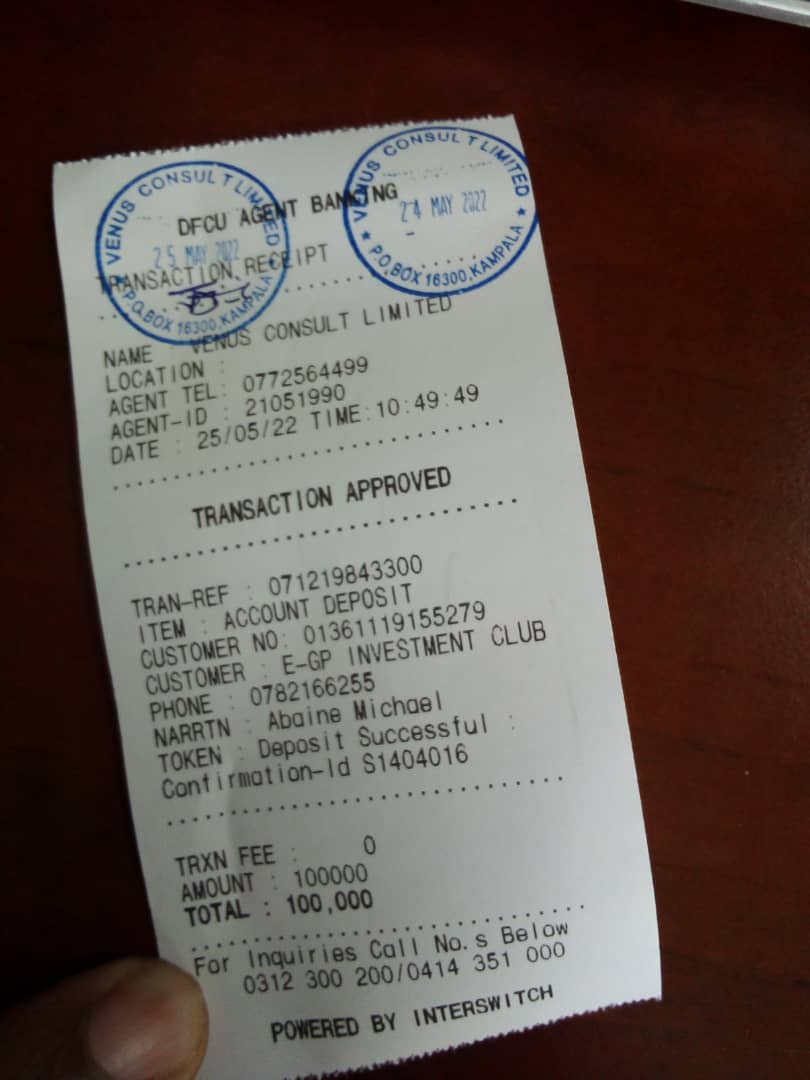 VENUS CONSULT LIMITED
25 MAY 2022
P.O.BOX 16300, KAMPALA
VENUS CONSULT LIMITED
24 MAY 2022
★ P.O.BOX 16300, KAMPALA ★
DFCU AGENT BANKING
TRANSACTION RECEIPT
NAME VENUS CONSULT LIMITED
LOCATION :
AGENT TEL: 0772564499
AGENT-ID : 21051990
DATE : 25/05/22 TIME:10:49:49
TRANSACTION APPROVED
TRAN-REF : 071219843300
ITEM : ACCOUNT DEPOSIT
CUSTOMER NO: 01361119155279
CUSTOMER : E-GP INVESTMENT CLUB
PHONE : 0782166255
NARRTN : Abaine Michael
TOKEN : Deposit Successful :
Confirmation-Id S1404016
TRXN FEE : 0
AMOUNT : 100000
TOTAL : 100,000
For Inquiries Call No.s Below
0312 300 200/0414 351 000
POWERED BY INTERSWITCH